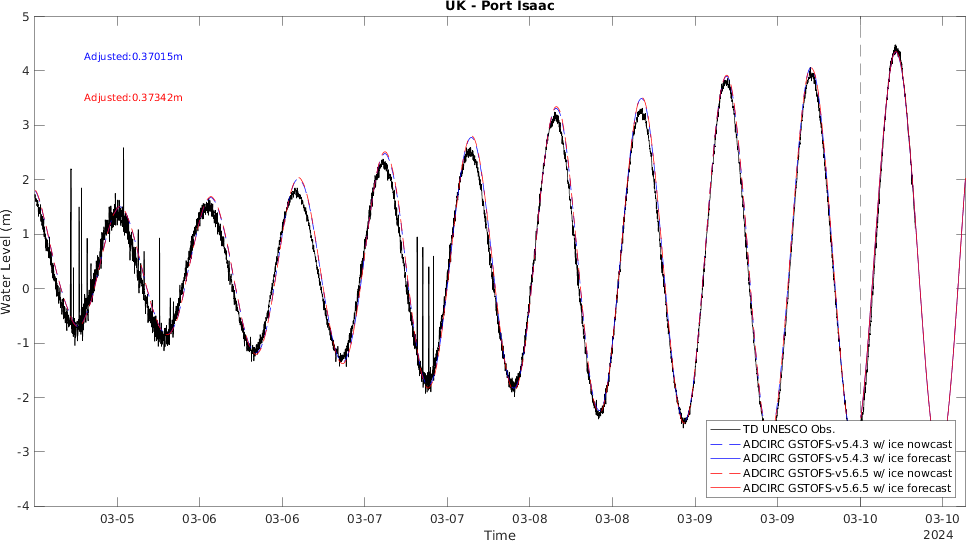 UK - Port Isaac
5
4
3
2
1
0
-1
-2
-3
-4
Water Level (m)
Adjusted:0.37015m
Adjusted:0.37342m
TD UNESCO Obs.
ADCIRC GSTOFS-v5.4.3 w/ ice nowcast
ADCIRC GSTOFS-v5.4.3 w/ ice forecast
ADCIRC GSTOFS-v5.6.5 w/ ice nowcast
ADCIRC GSTOFS-v5.6.5 w/ ice forecast
03-05 03-06 03-06 03-07 03-07 03-08 03-08 03-09 03-09 03-10 03-10
Time
2024